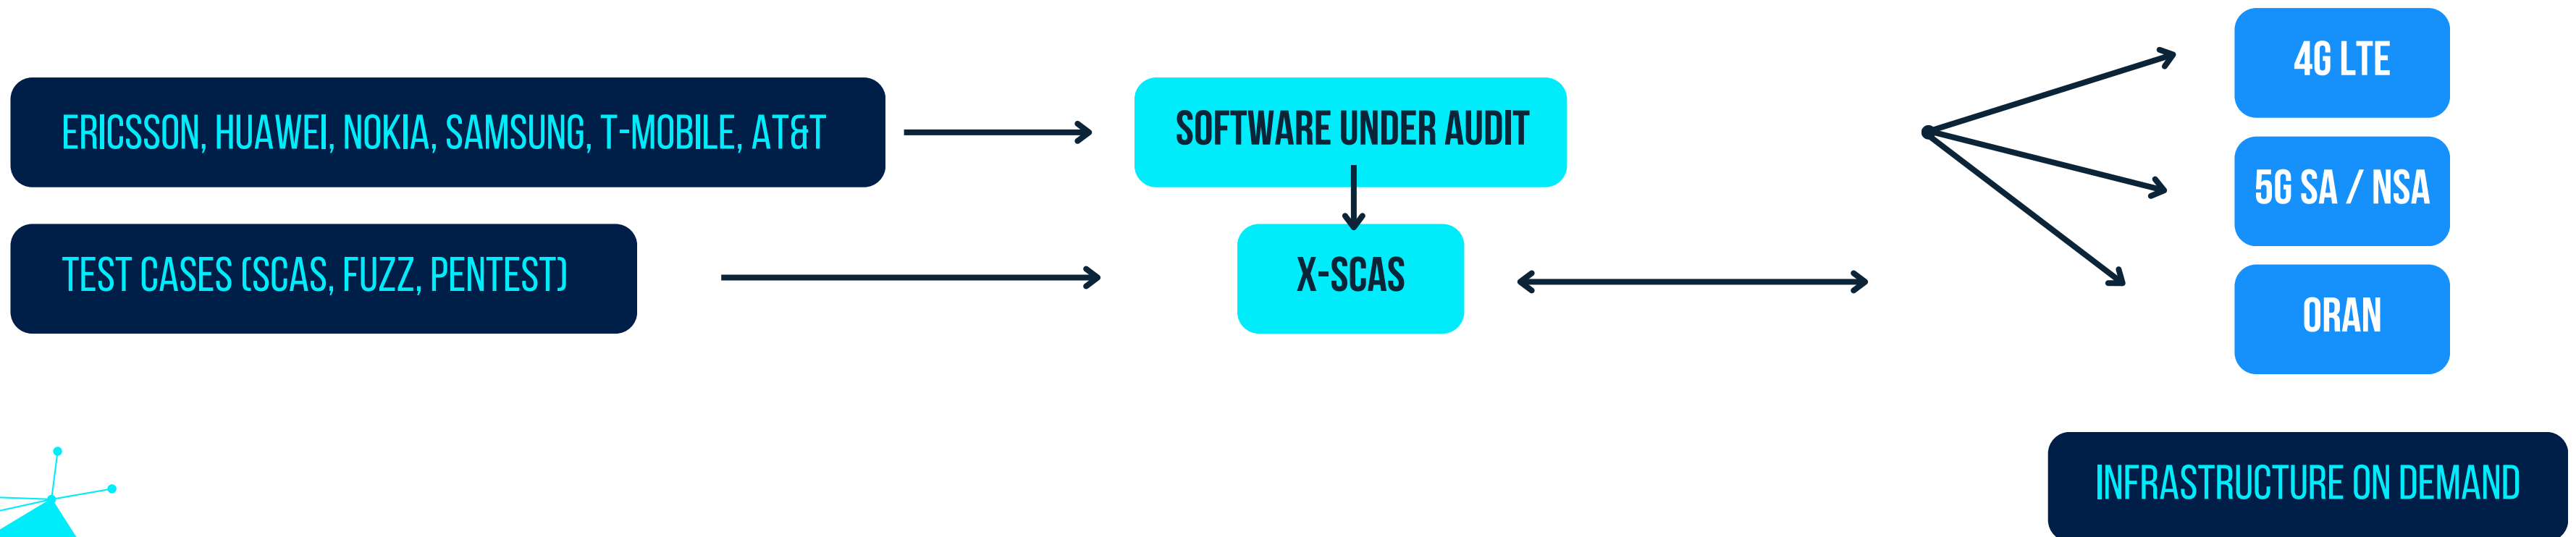 ERICSSON, HUAWEI, NOKIA, SAMSUNG, T-MOBILE, AT&T
SOFTWARE UNDER AUDIT
TEST CASES (SCAS, FUZZ, PENTEST)
X-SCAS
4G LTE
5G SA / NSA
ORAN
INFRASTRUCTURE ON DEMAND